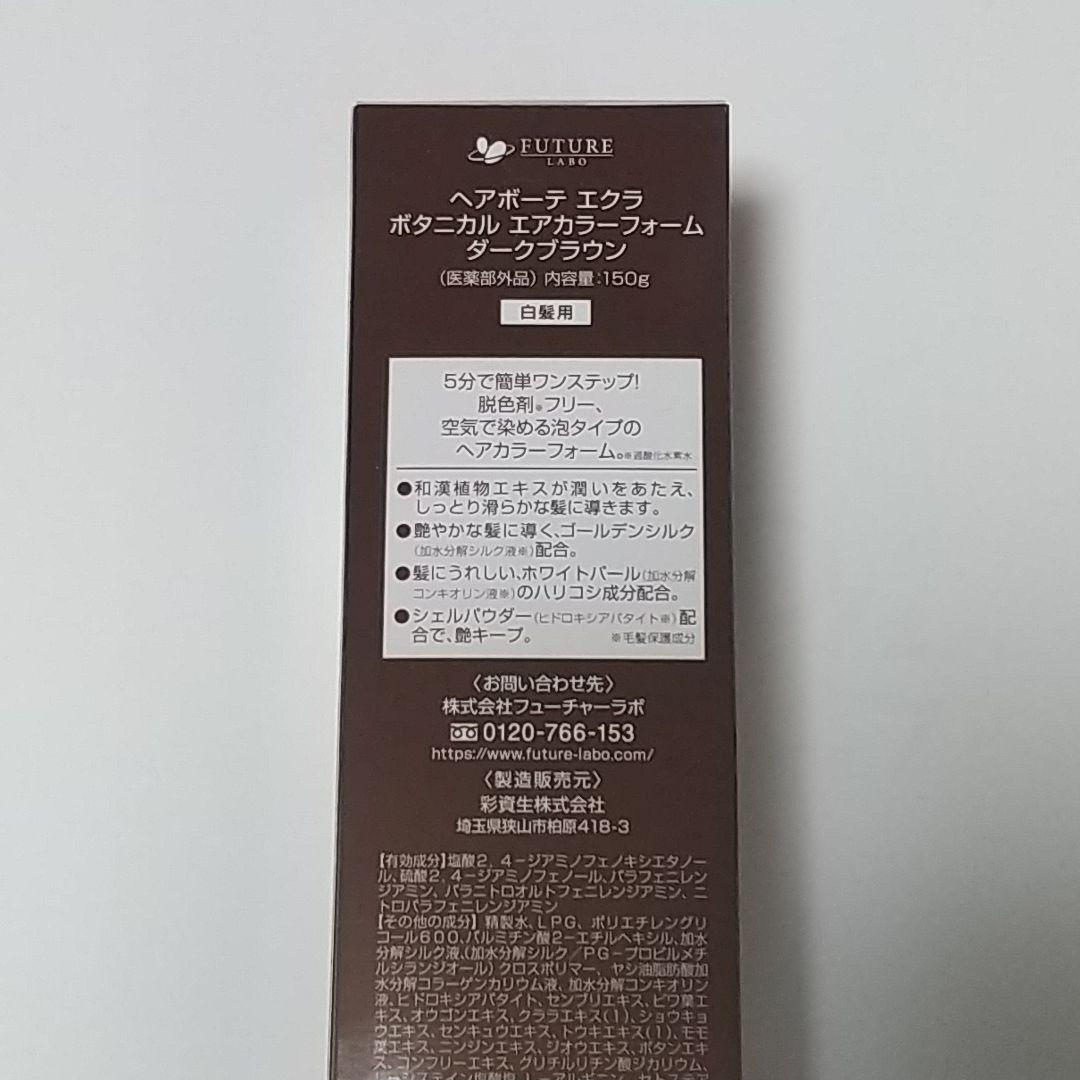 FUTURE
LABO
ヘアボーテ エクラ
ボタニカル エアカラーフォーム
ダークブラウン
(医薬部外品) 内容量:150g
白髪用
5分で簡単ワンステップ!
脱色剤※フリー、
空気で染める泡タイプの
ヘアカラーフォーム。※過酸化水素水
●和漢植物エキスが潤いをあたえ、
しっとり滑らかな髪に導きます。
●艶やかな髪に導く、ゴールデンシルク
(加水分解シルク液※)配合。
●髪にうれしい、ホワイトパール(加水分解
コンキオリン液※)のハリコシ成分配合。
●シェルパウダー(ヒドロキシアパタイト※)配
合で、艶キープ。 ※毛髪保護成分
〈お問い合わせ先〉
株式会社フューチャーラボ
0120-766-153
https://www.future-labo.com/
〈製造販売元〉
彩資生株式会社
埼玉県狭山市柏原418-3
【有効成分】塩酸2,4-ジアミノフェノキシエタノー
ル、硫酸2,4-ジアミノフェノール、パラフェニレン
ジアミン、パラニトロオルトフェニレンジアミン、ニ
トロパラフェニレンジアミン
【その他の成分】精製水、LPG、ポリエチレングリ
コール600、パルミチン酸2-エチルヘキシル、加水
分解シルク液、(加水分解シルク/PG-プロピルメチ
ルシランジオール)クロスポリマー、ヤシ油脂肪酸加
水分解コラーゲンカリウム液、加水分解コンキオリン
液、ヒドロキシアパタイト、センブリエキス、ビワ葉エ
キス、オウゴンエキス、クララエキス(1)、ショウキョ
ウエキス、センキュウエキス、トウキエキス(1)、モモ
葉エキス、ニンジンエキス、ジオウエキス、ボタンエキ
ス、コンフリーエキス、グリチルリチン酸ジカリウム、
L-システイン塩酸塩、L-アルギニン、セトステア